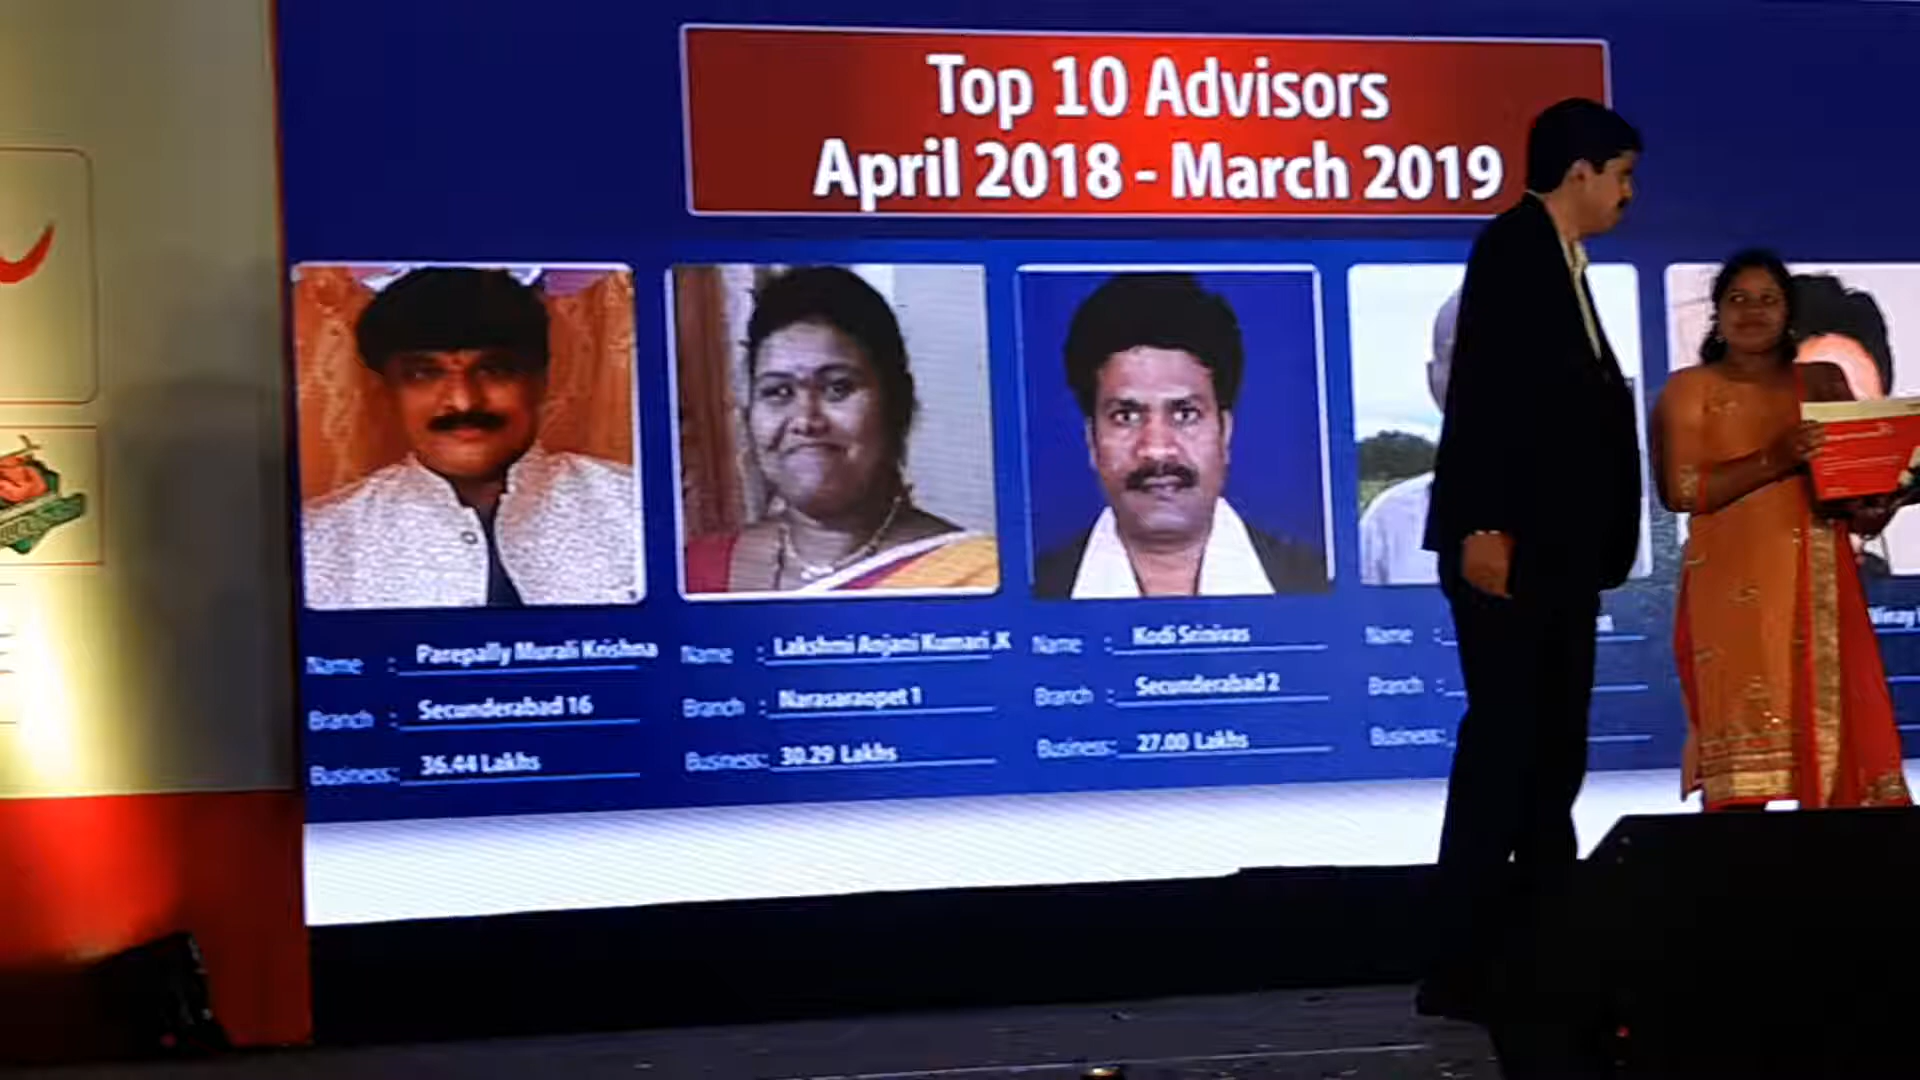 Top 10 Advisors
April 2018 - March 2019
Name : Parepally Murali Krishna
Branch : Secunderabad 16
Business: 36.44 Lakhs
Name : Lakshmi Anjani Kumari .K
Branch : Narasaraopet 1
Business: 30.29 Lakhs
Name : Kodi Srinivas
Branch : Secunderabad 2
Business: 27.00 Lakhs
Name :
Branch :
Business:
Vinay